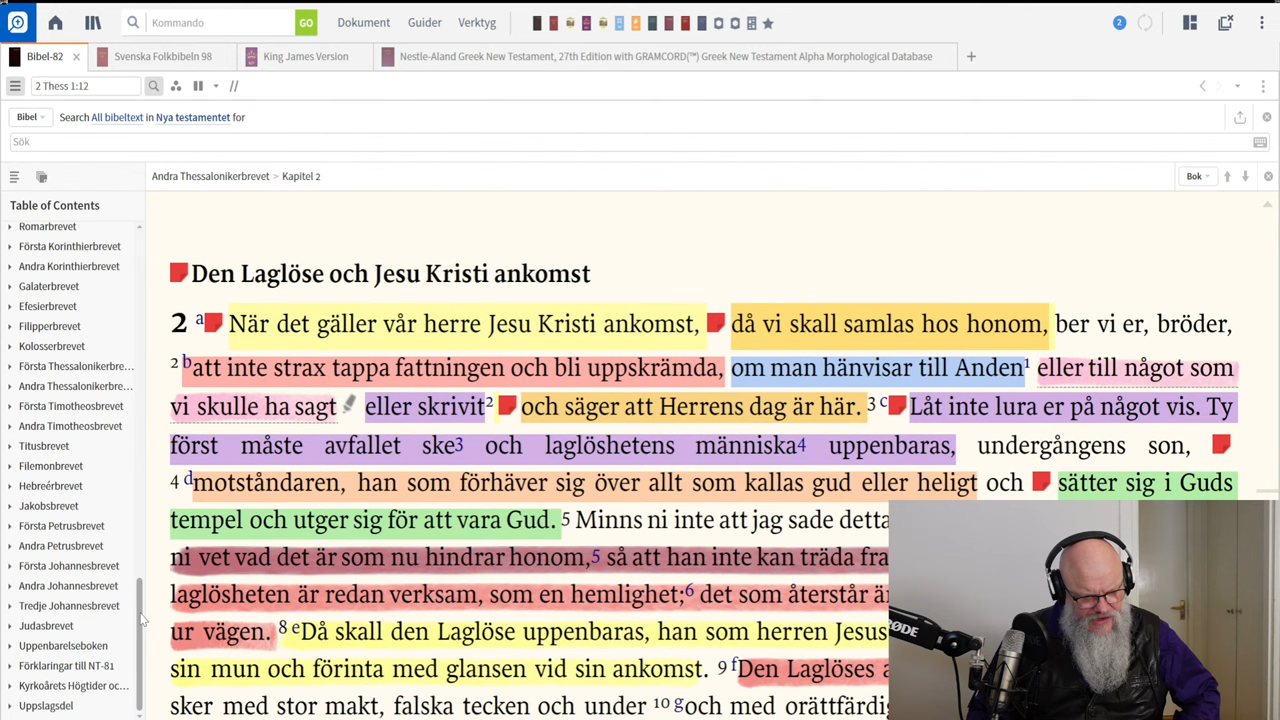 Kommando
GO
Dokument
Guider
Verktyg
2
Bibel-82
Svenska Folkbibeln 98
King James Version
Nestle-Aland Greek New Testament, 27th Edition with GRAMCORD(™) Greek New Testament Alpha Morphological Database
2 Thess 1:12
Bibel
Search All bibeltext in Nya testamentet for
Sök
Andra Thessalonikerbrevet > Kapitel 2
Bok
Table of Contents
Romarbrevet
Första Korinthierbrevet
Andra Korinthierbrevet
Galaterbrevet
Efesierbrevet
Filipperbrevet
Kolosserbrevet
Första Thessalonikerbre...
Andra Thessalonikerbre...
Första Timotheosbrevet
Andra Timotheosbrevet
Titusbrevet
Filemonbrevet
Hebreérbrevet
Jakobsbrevet
Första Petrusbrevet
Andra Petrusbrevet
Första Johannesbrevet
Andra Johannesbrevet
Tredje Johannesbrevet
Judasbrevet
Uppenbarelseboken
Förklaringar till NT-81
Kyrkoårets Högtider oc...
Uppslagsdel
Den Laglöse och Jesu Kristi ankomst
2 a När det gäller vår herre Jesu Kristi ankomst, då vi skall samlas hos honom, ber vi er, bröder,
2 b att inte strax tappa fattningen och bli uppskrämda, om man hänvisar till Anden1 eller till något som
vi skulle ha sagt eller skrivit2 och säger att Herrens dag är här. 3 c Låt inte lura er på något vis. Ty
först måste avfallet ske3 och laglöshetens människa4 uppenbaras, undergångens son,
4 d motståndaren, han som förhäver sig över allt som kallas gud eller heligt och sätter sig i Guds
tempel och utger sig för att vara Gud. 5 Minns ni inte att jag sade detta
ni vet vad det är som nu hindrar honom,5 så att han inte kan träda fra
laglösheten är redan verksam, som en hemlighet;6 det som återstår är
ur vägen. 8 e Då skall den Laglöse uppenbaras, han som herren Jesus
sin mun och förinta med glansen vid sin ankomst. 9 f Den Laglöses a
sker med stor makt, falska tecken och under 10 g och med orättfärdi
RØDE